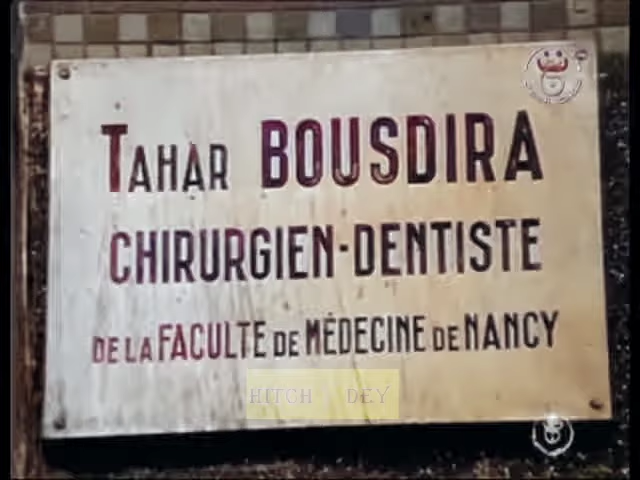 TAHAR BOUSDIRA
CHIRURGIEN-DENTISTE
DE LA FACULTE DE MÉDECINE DE NANCY
HITCH DEY